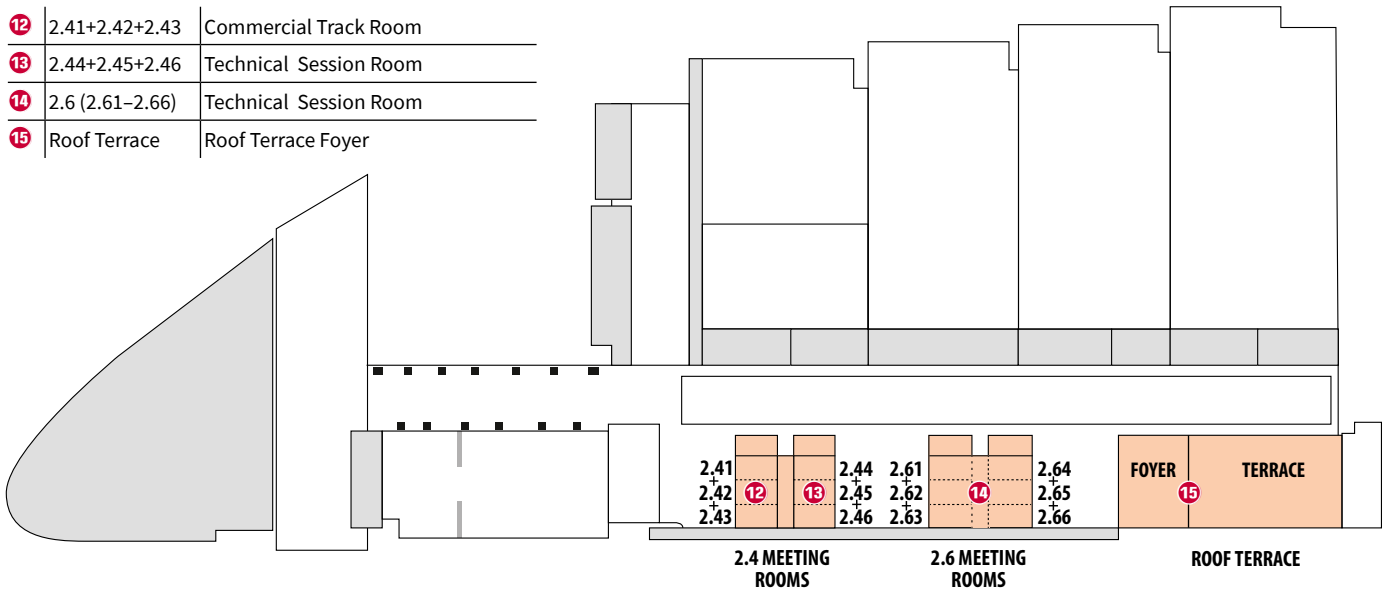 12 2.41+2.42+2.43 Commercial Track Room
13 2.44+2.45+2.46 Technical Session Room
14 2.6 (2.61–2.66) Technical Session Room
15 Roof Terrace Roof Terrace Foyer
2.41 2.44 2.61 2.64 FOYER TERRACE
+ + + +
2.42 12 13 2.45 2.62 14 2.65 15
+ + + +
2.43 2.46 2.63 2.66
2.4 MEETING ROOMS
2.6 MEETING ROOMS
ROOF TERRACE